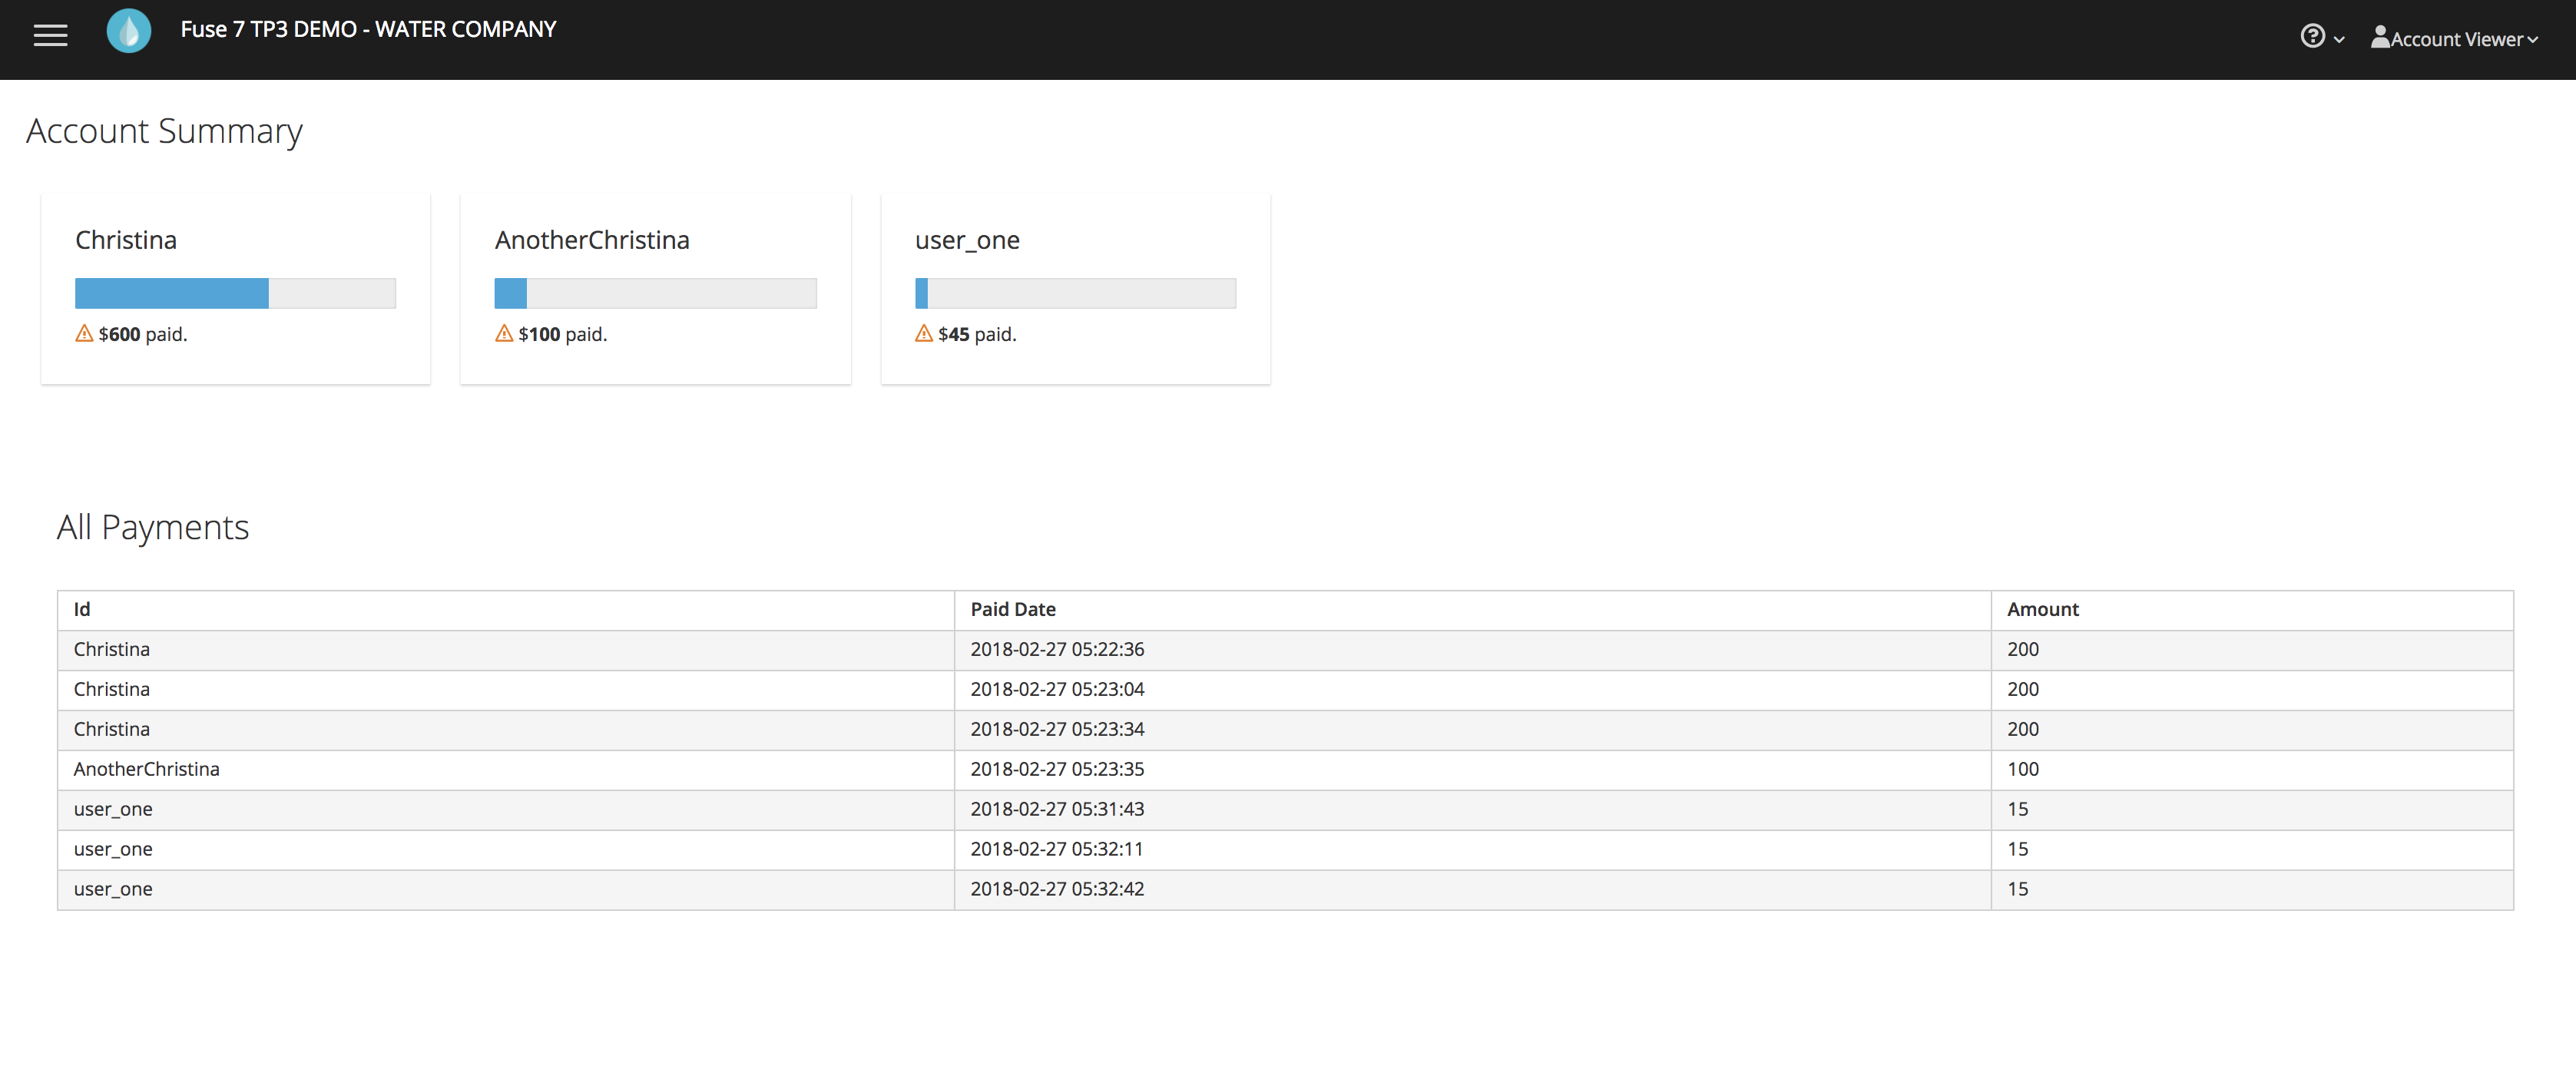 Fuse 7 TP3 DEMO - WATER COMPANY
Account Viewer
Account Summary
Christina
AnotherChristina
user_one
$600 paid.
$100 paid.
$45 paid.
All Payments
Id Paid Date Amount
Christina 2018-02-27 05:22:36 200
Christina 2018-02-27 05:23:04 200
Christina 2018-02-27 05:23:34 200
AnotherChristina 2018-02-27 05:23:35 100
user_one 2018-02-27 05:31:43 15
user_one 2018-02-27 05:32:11 15
user_one 2018-02-27 05:32:42 15